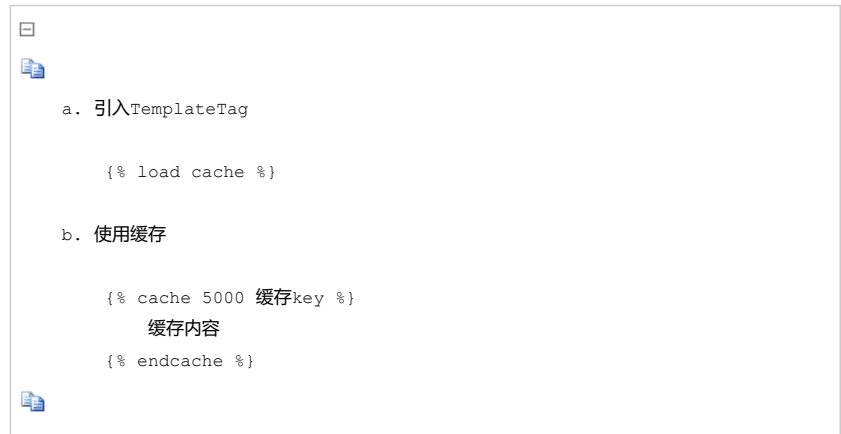 a. 引入TemplateTag
{% load cache %}
b. 使用缓存
{% cache 5000 缓存key %}
缓存内容
{% endcache %}